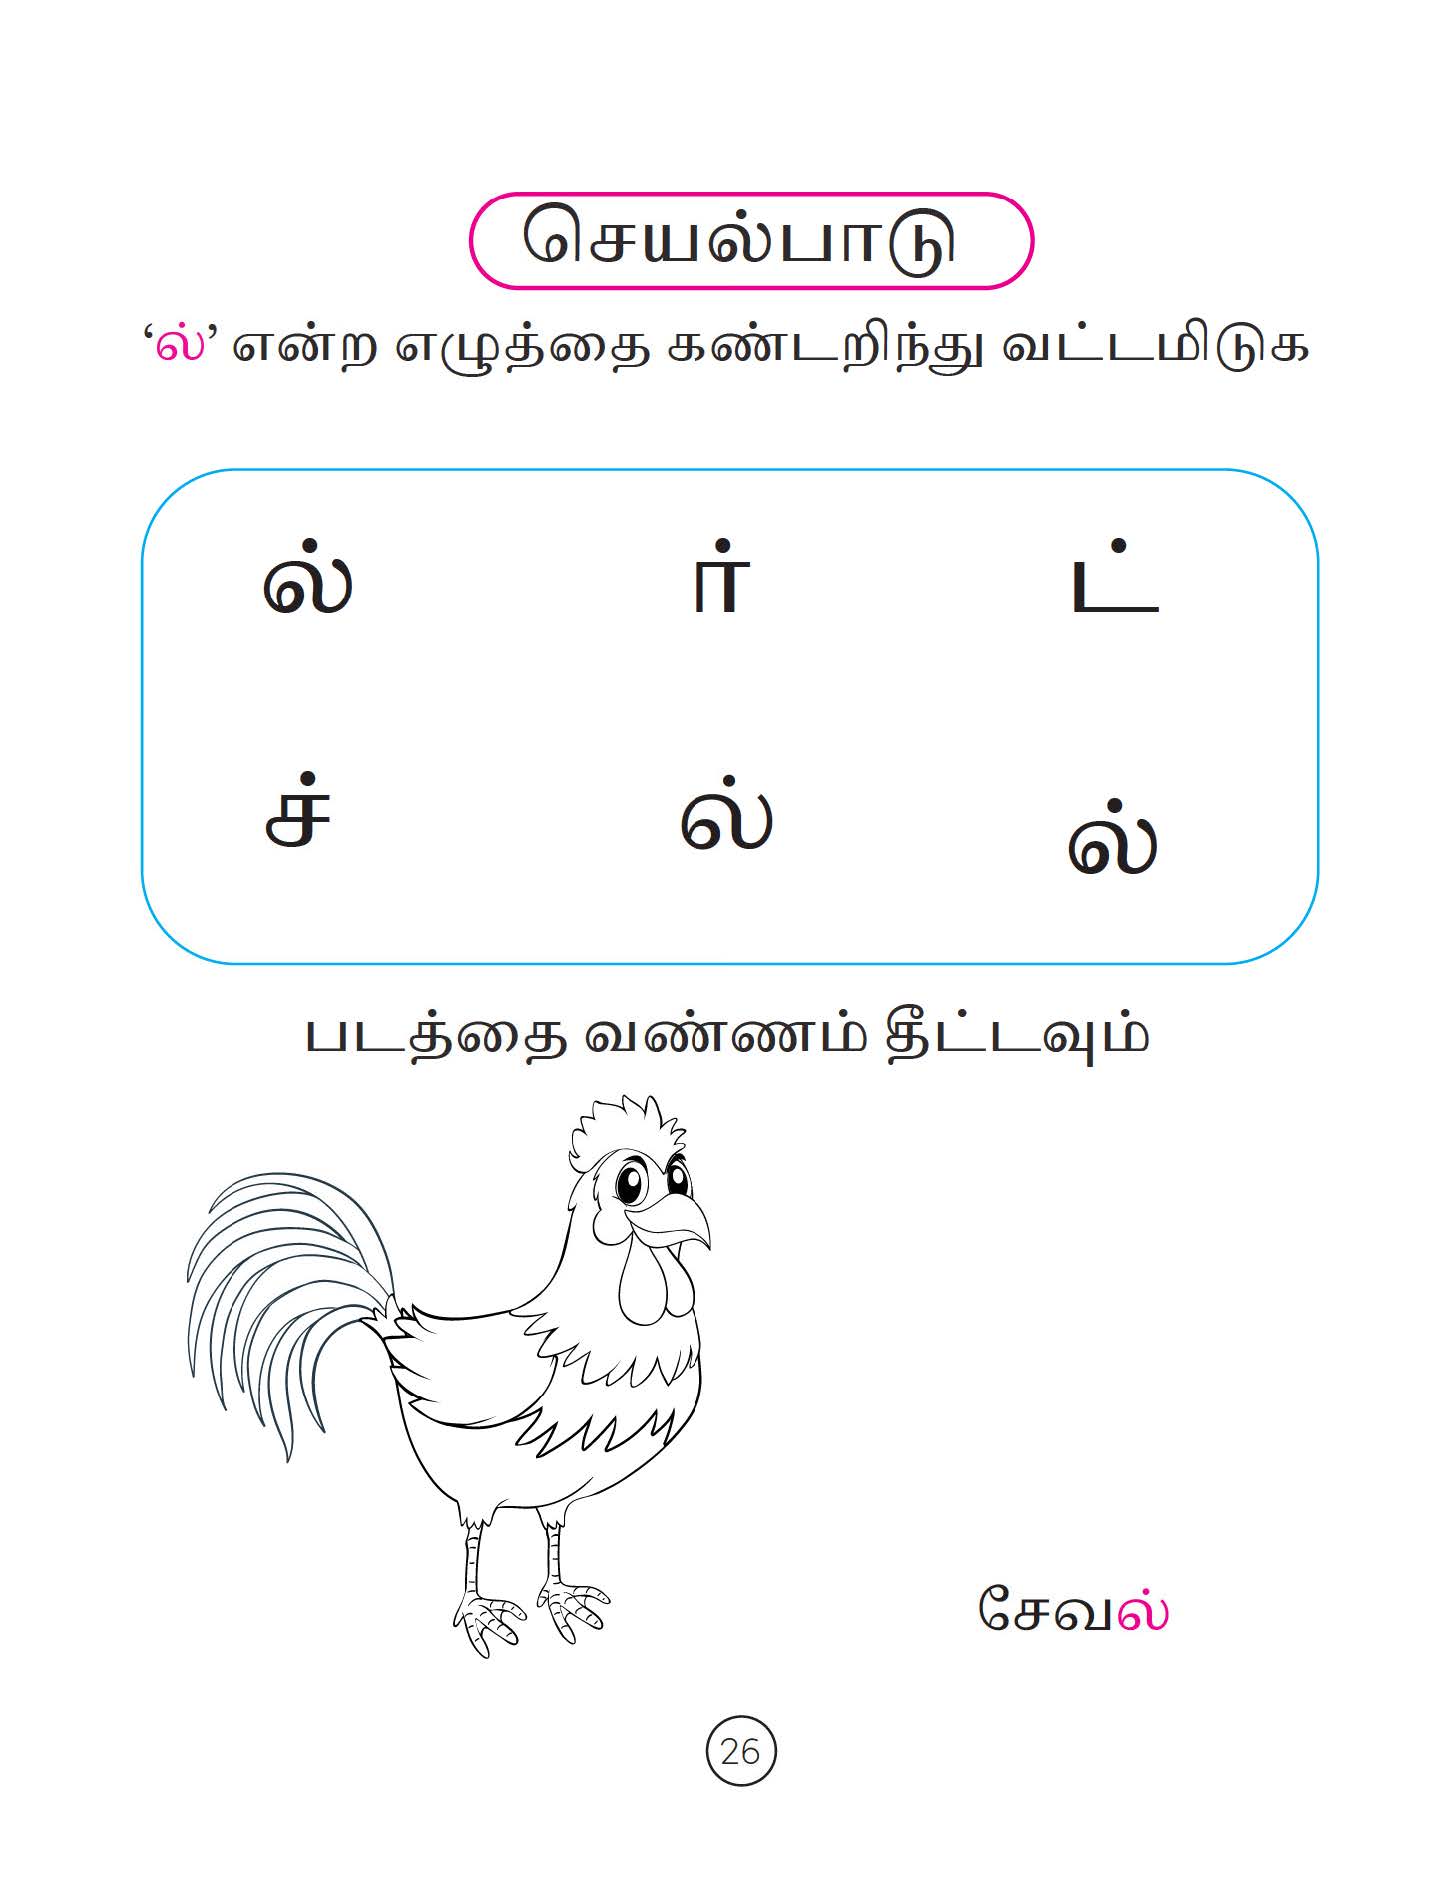 செயல்பாடு
‘ல்’ என்ற எழுத்தை கண்டறிந்து வட்டமிடுக
ல் ர் ட்
ச் ல் ல்
படத்தை வண்ணம் தீட்டவும்
சேவல்
26